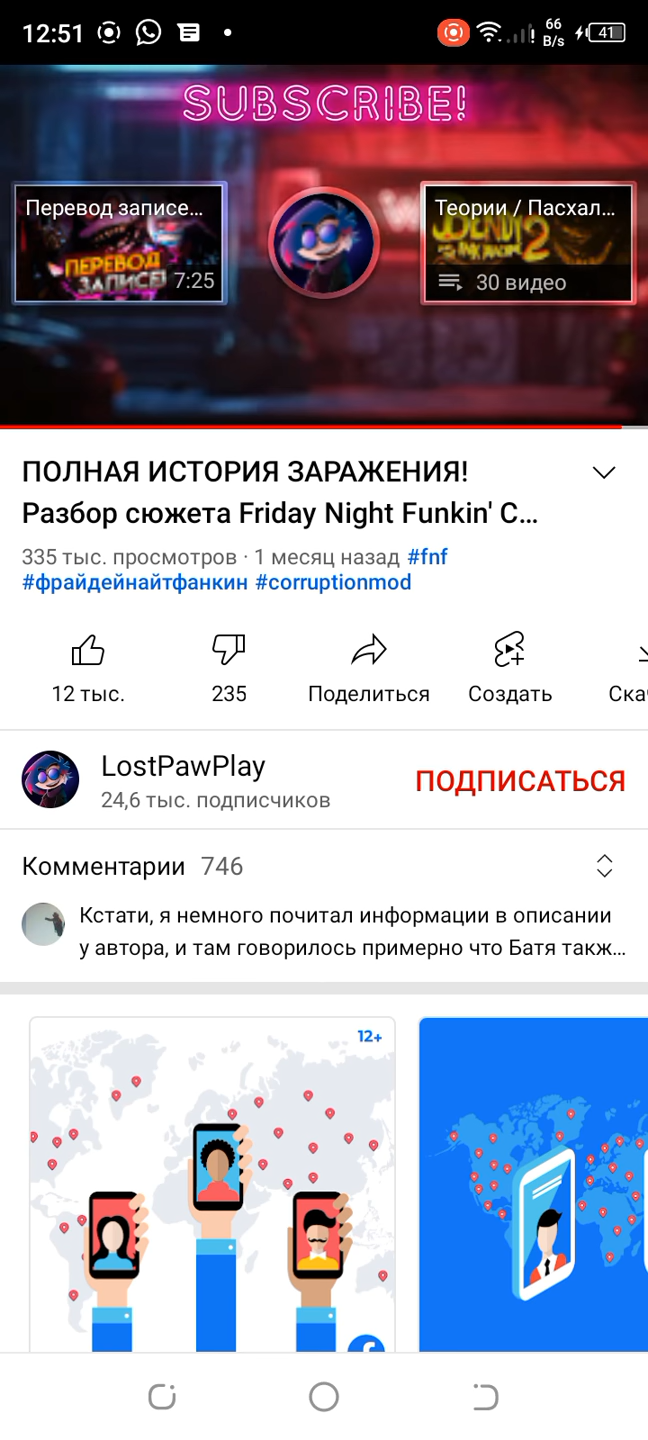 12:51
66
B/s
41
SUBSCRIBE!
Перевод записе...
ПЕРЕВОД
ЗАПИСЕЙ
7:25
Теории / Пасхал...
BENDY
2
30 видео
ПОЛНАЯ ИСТОРИЯ ЗАРАЖЕНИЯ!
Разбор сюжета Friday Night Funkin' C...
335 тыс. просмотров · 1 месяц назад #fnf
#фрайдейнайтфанкин #corruptionmod
12 тыс.
235
Поделиться
Создать
Ска
LostPawPlay
24,6 тыс. подписчиков
ПОДПИСАТЬСЯ
Комментарии 746
Кстати, я немного почитал информации в описании
у автора, и там говорилось примерно что Батя такж...
12+